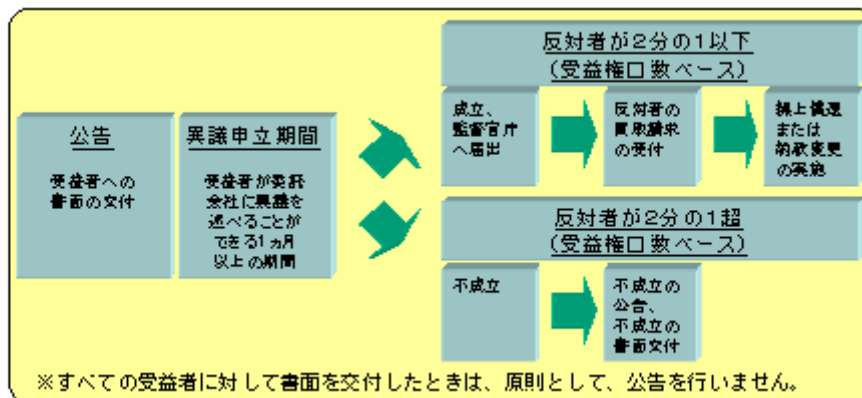 公告
受益者への
書面の交付
異議申立期間
受益者が委託
会社に異議を
述べることが
できる1ヵ月
以上の期間
反対者が2分の1以下
(受益権口数ベース)
成立、
監督官庁
へ届出
反対者の
買取請求
の受付
繰上償還
または
約款変更
の実施
反対者が2分の1超
(受益権口数ベース)
不成立
不成立の
公告、
不成立の
書面交付
※すべての受益者に対して書面を交付したときは、原則として、公告を行いません。